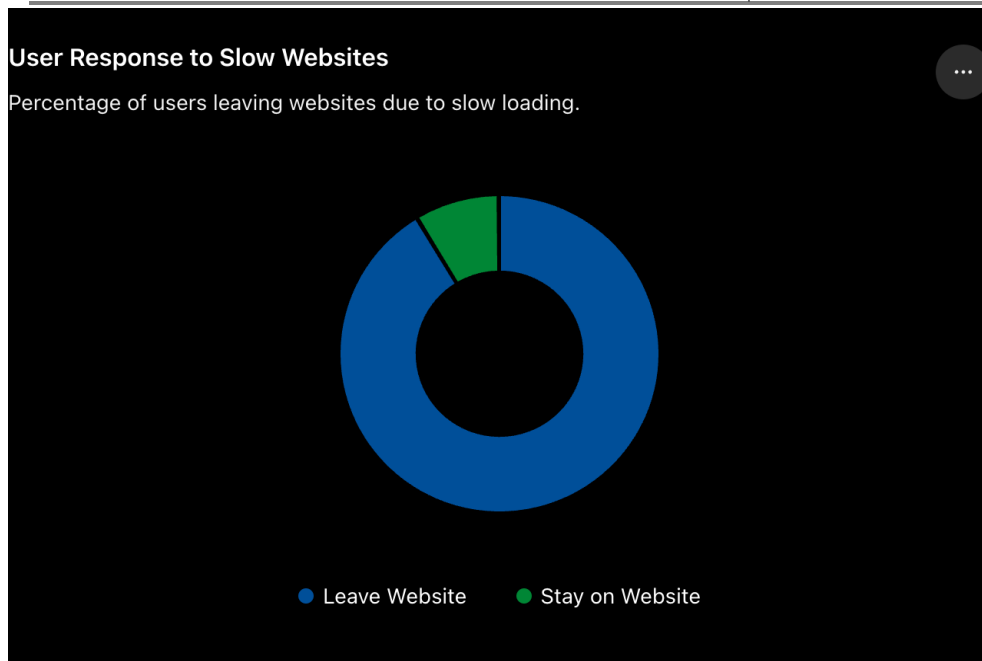 User Response to Slow Websites
Percentage of users leaving websites due to slow loading.
Leave Website
Stay on Website